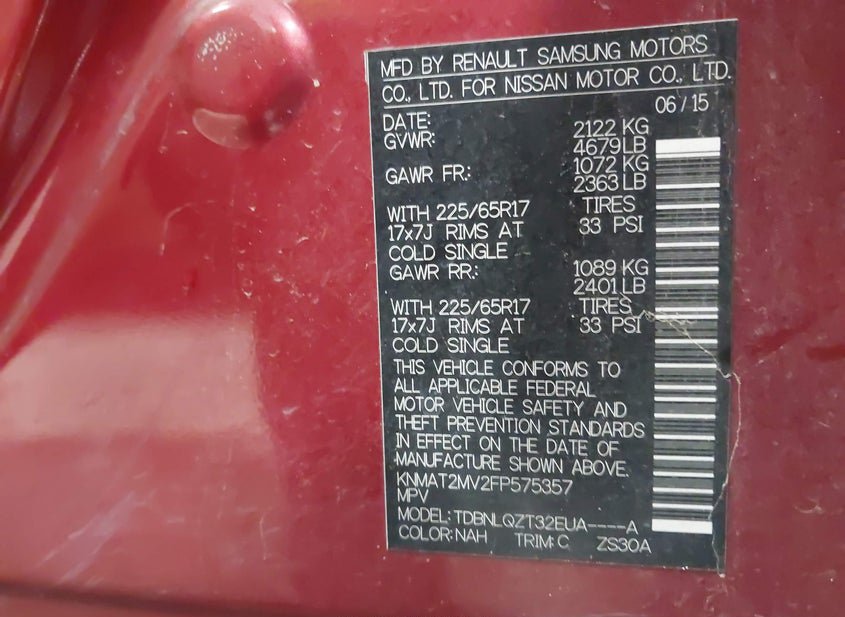 MFD BY RENAULT SAMSUNG MOTORS
CO., LTD. FOR NISSAN MOTOR CO., LTD.
06 / 15
DATE:
GVWR: 2122 KG
4679 LB
GAWR FR.: 1072 KG
2363 LB
WITH 225/65R17 TIRES
17x7J RIMS AT 33 PSI
COLD SINGLE
GAWR RR.: 1089 KG
2401 LB
WITH 225/65R17 TIRES
17x7J RIMS AT 33 PSI
COLD SINGLE
THIS VEHICLE CONFORMS TO
ALL APPLICABLE FEDERAL
MOTOR VEHICLE SAFETY AND
THEFT PREVENTION STANDARDS
IN EFFECT ON THE DATE OF
MANUFACTURE SHOWN ABOVE.
KNMAT2MV2FP575357
MPV
MODEL: TDBNLQZT32EUA----A
COLOR: NAH TRIM: C ZS30A